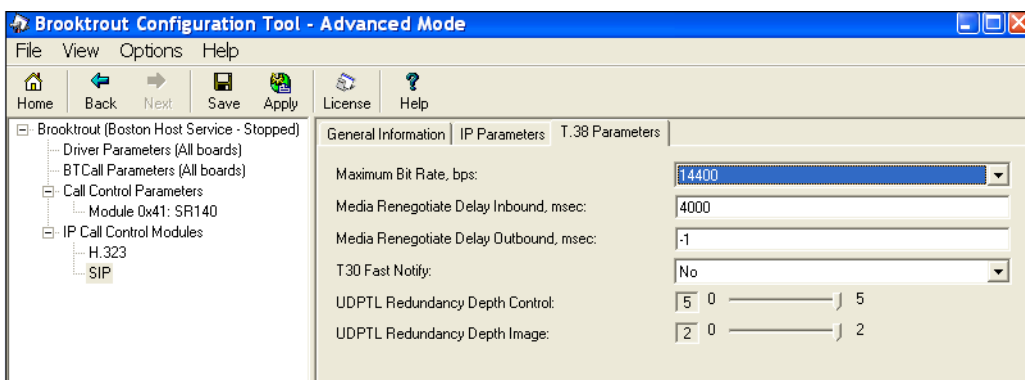 Brooktrout Configuration Tool - Advanced Mode
File View Options Help
Home Back Next Save Apply License Help
Brooktrout (Boston Host Service - Stopped)
Driver Parameters (All boards)
BTCall Parameters (All boards)
Call Control Parameters
Module 0x41: SR140
IP Call Control Modules
H.323
SIP
General Information IP Parameters T.38 Parameters
Maximum Bit Rate, bps: 14400
Media Renegotiate Delay Inbound, msec: 4000
Media Renegotiate Delay Outbound, msec: -1
T30 Fast Notify: No
UDPTL Redundancy Depth Control: 5 0 5
UDPTL Redundancy Depth Image: 2 0 2